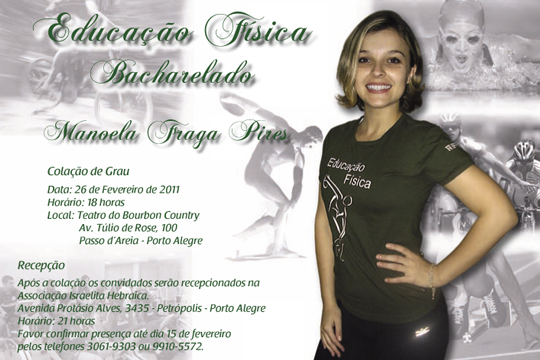 Educação Física
Bacharelado
Manoela Fraga Pires
Colação de Grau
Data: 26 de Fevereiro de 2011
Horário: 18 horas
Local: Teatro do Bourbon Country
Av. Túlio de Rose, 100
Passo d'Areia - Porto Alegre
Recepção
Após a colação os convidados serão recepcionados na
Associação Israelita Hebraica.
Avenida Protásio Alves, 3435 - Petrópolis - Porto Alegre
Horário: 21 horas
Favor confirmar presença até dia 15 de fevereiro
pelos telefones 3061-9303 ou 9910-5572.
Educação
Física